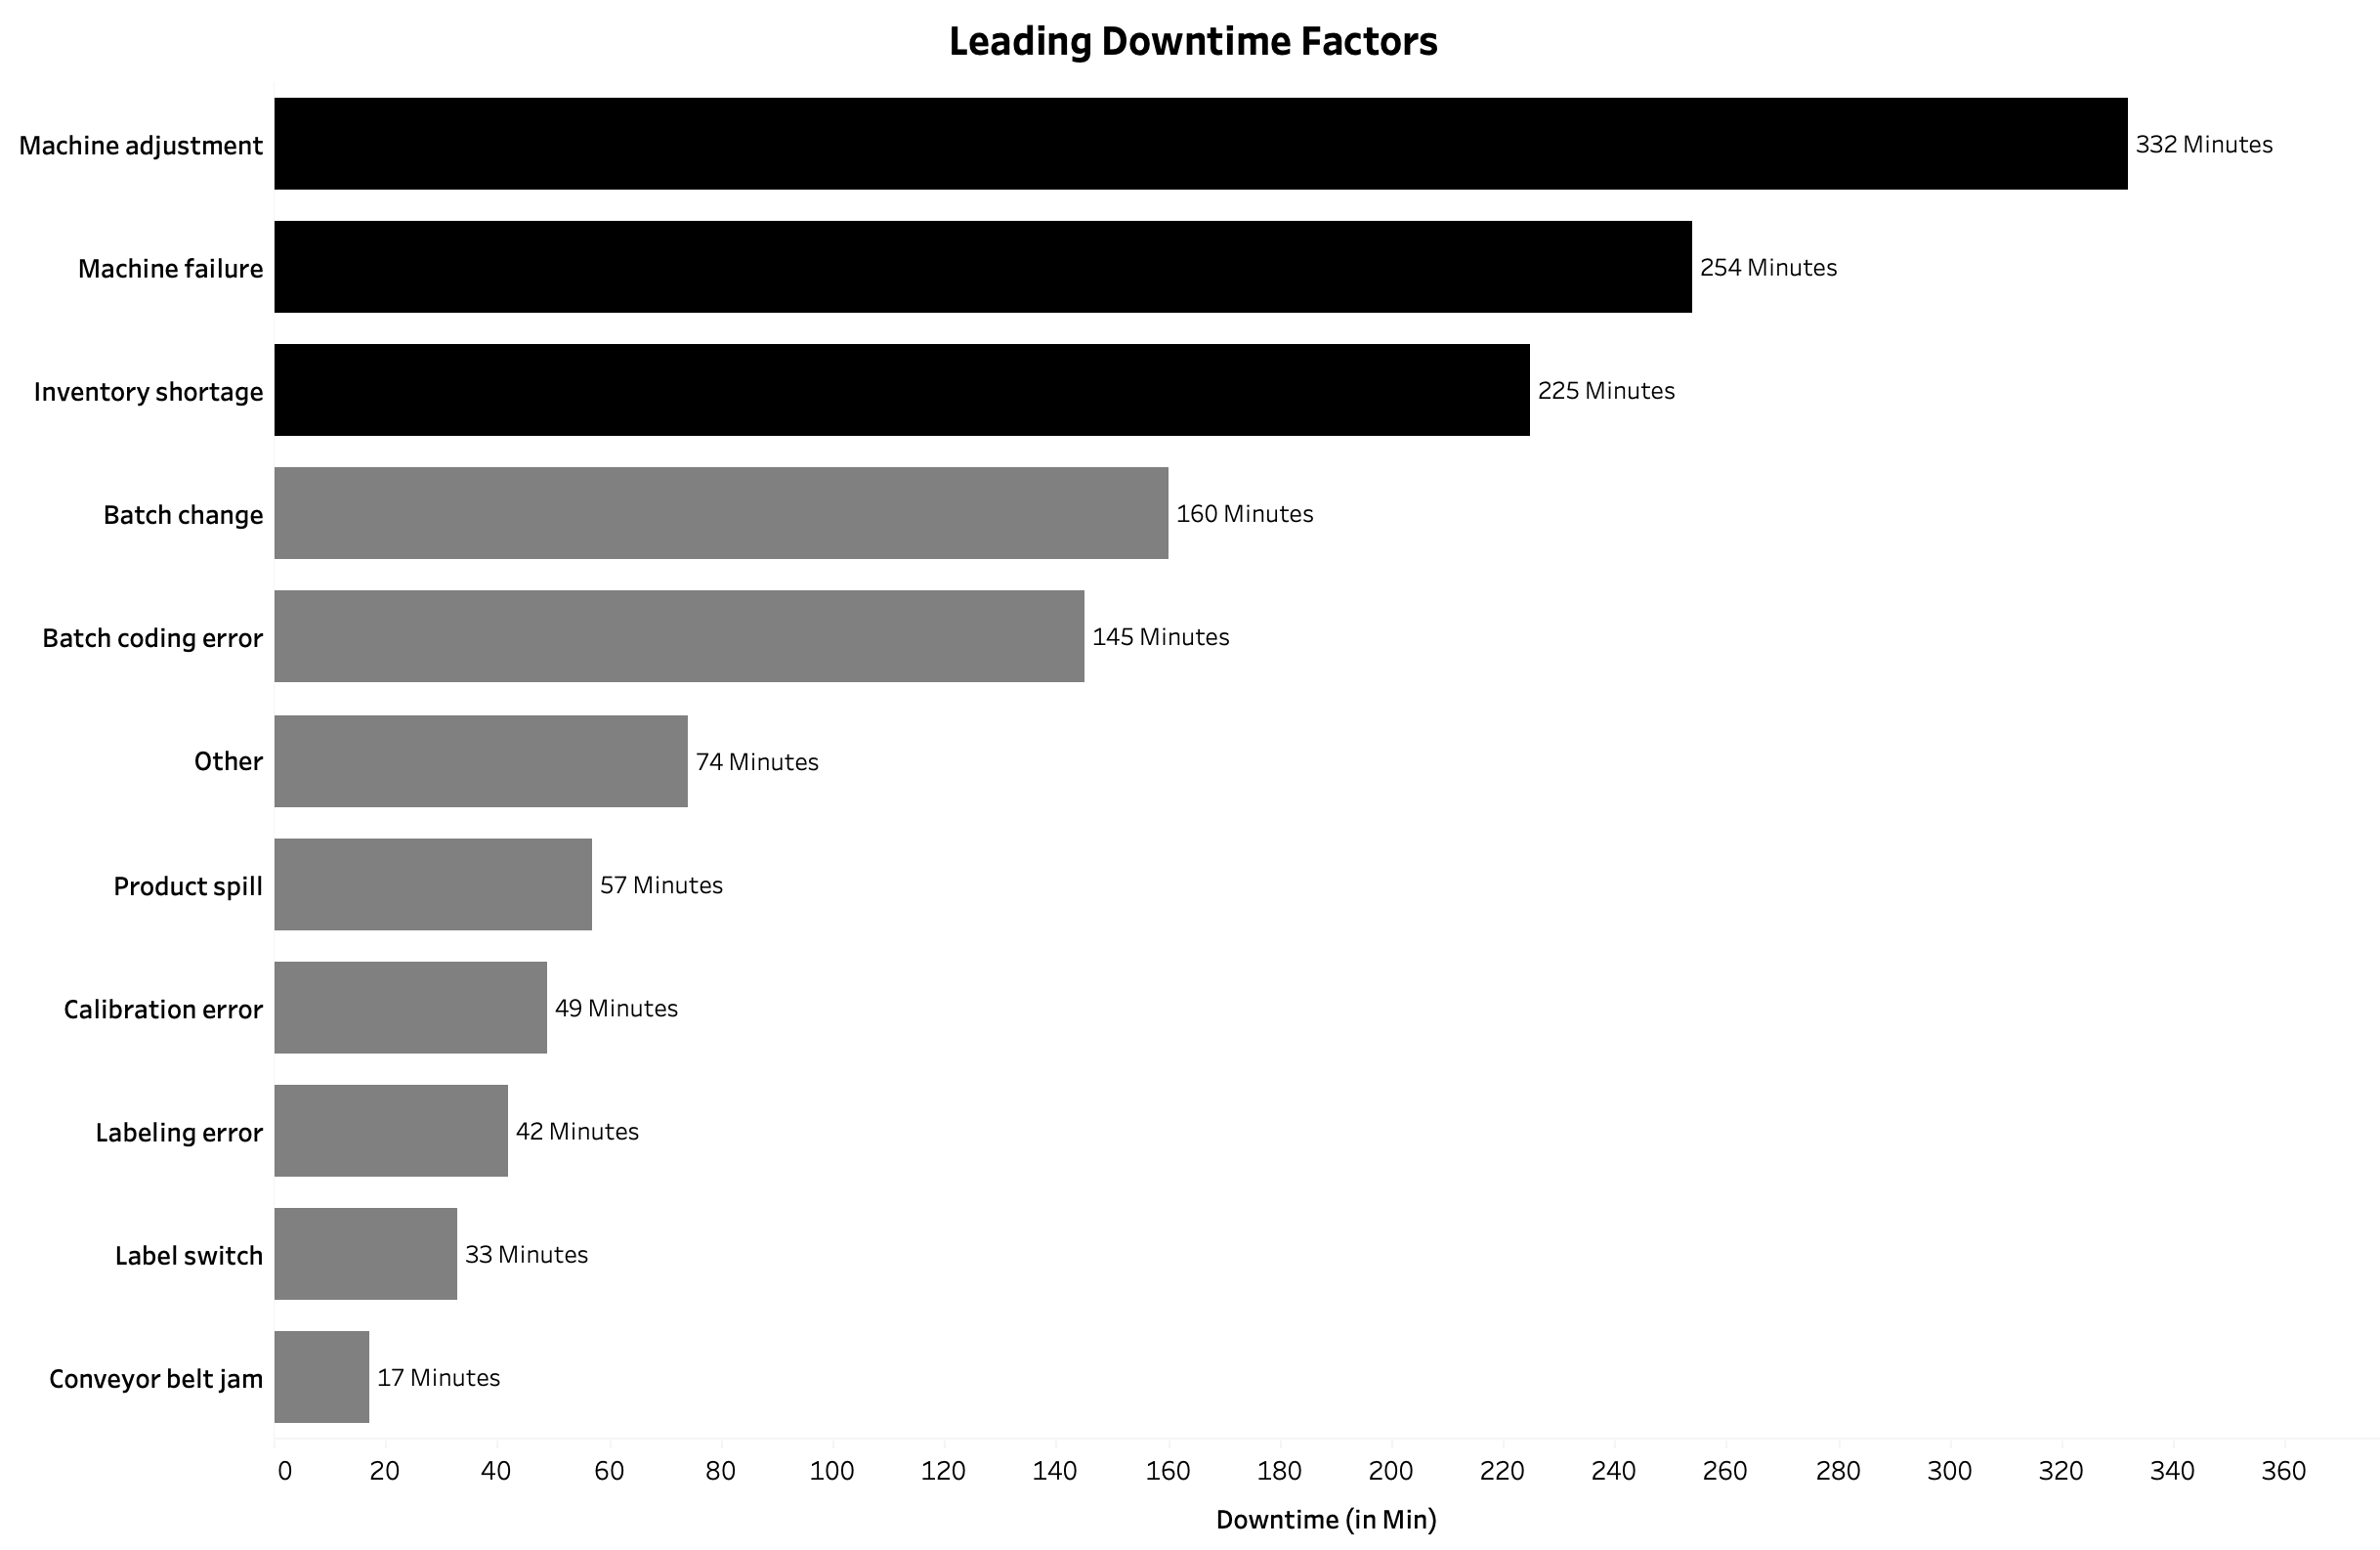 Leading Downtime Factors
Machine adjustment 332 Minutes
Machine failure 254 Minutes
Inventory shortage 225 Minutes
Batch change 160 Minutes
Batch coding error 145 Minutes
Other 74 Minutes
Product spill 57 Minutes
Calibration error 49 Minutes
Labeling error 42 Minutes
Label switch 33 Minutes
Conveyor belt jam 17 Minutes
0 20 40 60 80 100 120 140 160 180 200 220 240 260 280 300 320 340 360
Downtime (in Min)